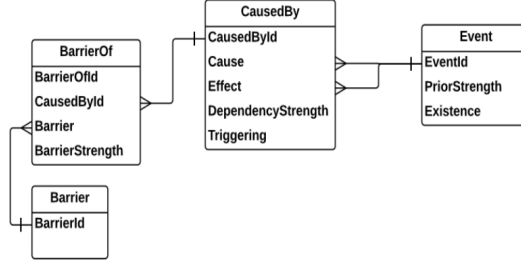 BarrierOf
BarrierOfId
CausedById
Barrier
BarrierStrength
Barrier
BarrierId
CausedBy
CausedById
Cause
Effect
DependencyStrength
Triggering
Event
EventId
PriorStrength
Existence